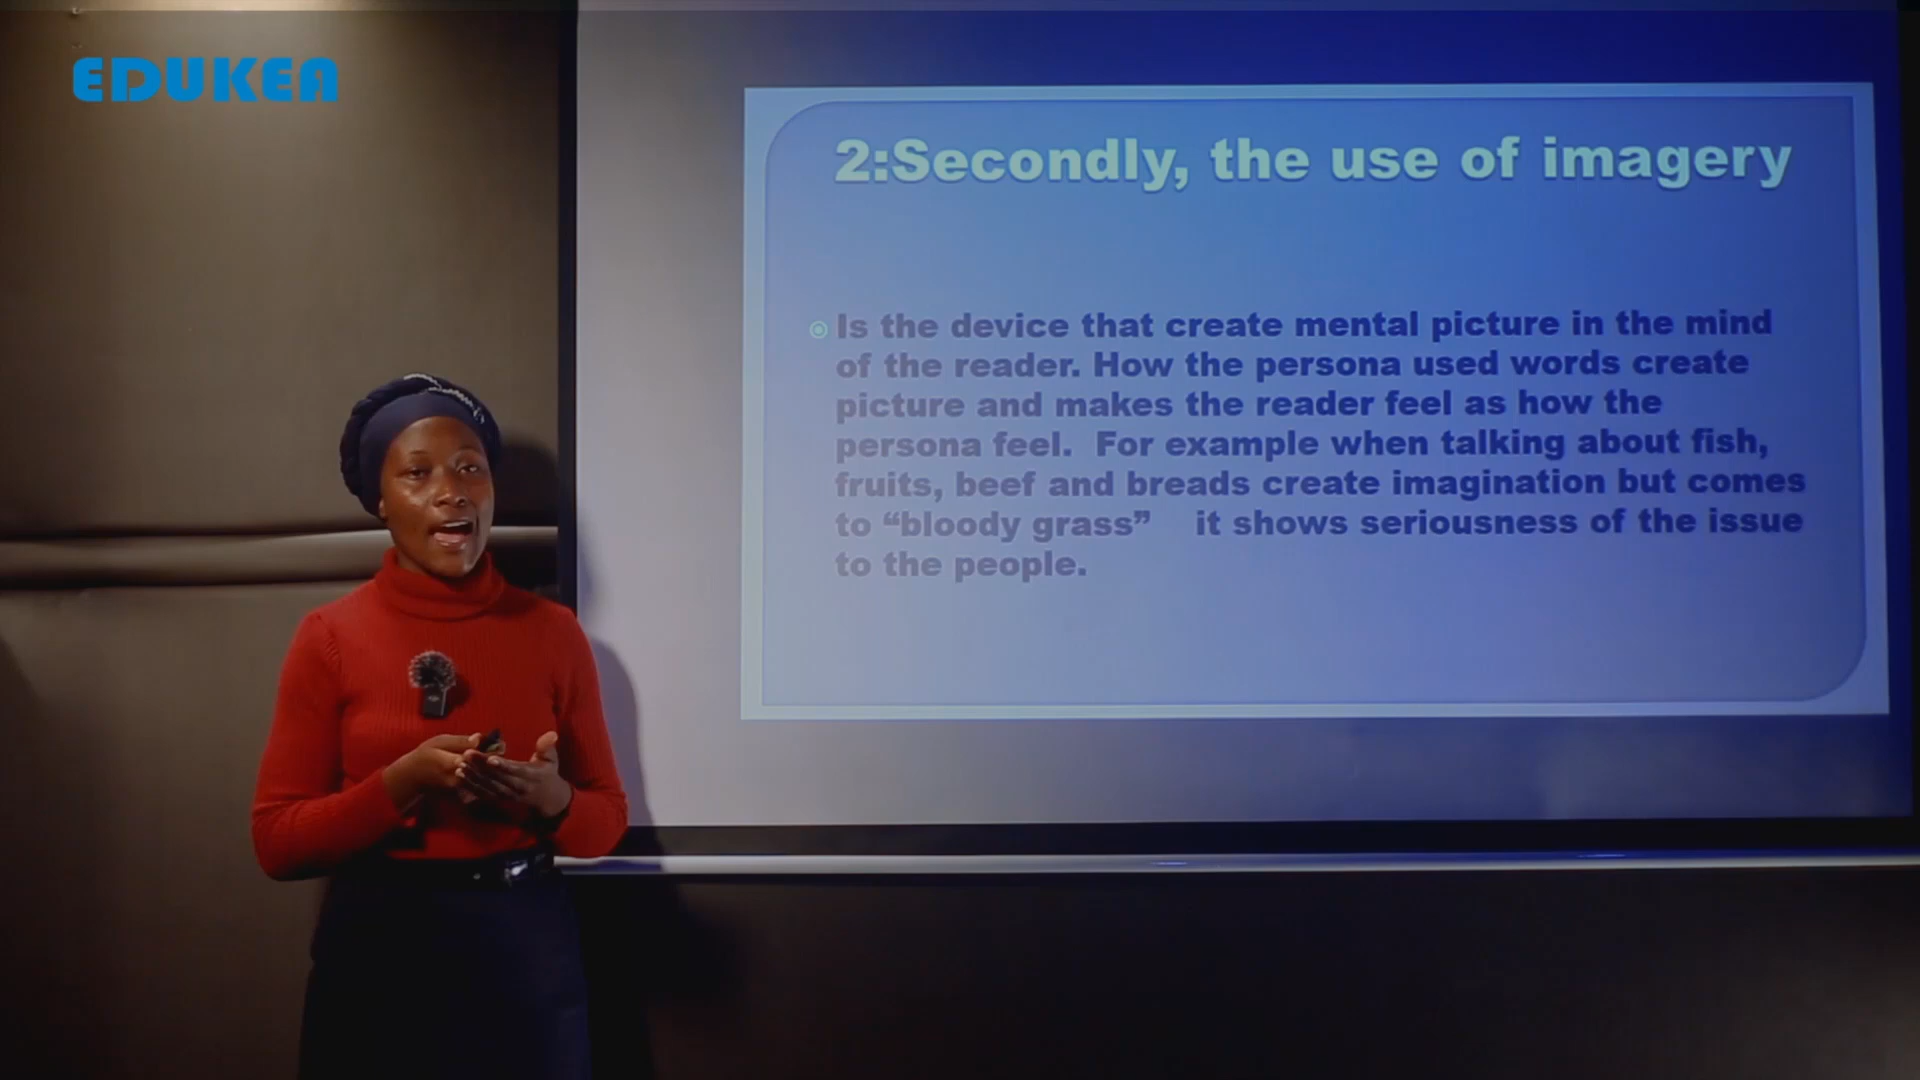 EDUKEA
2:Secondly, the use of imagery
Is the device that create mental picture in the mind
of the reader. How the persona used words create
picture and makes the reader feel as how the
persona feel. For example when talking about fish,
fruits, beef and breads create imagination but comes
to “bloody grass” it shows seriousness of the issue
to the people.